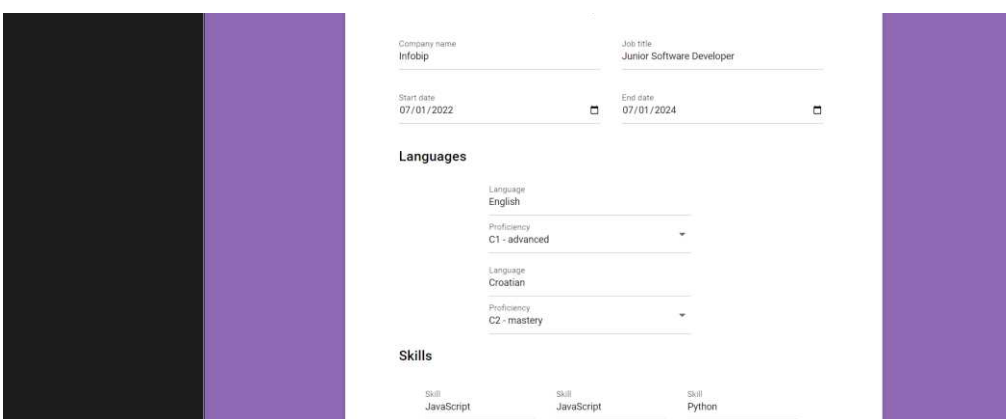 Company name Job title
Infobip Junior Software Developer
Start date End date
07/01/2022 07/01/2024
Languages
Language
English
Proficiency
C1 - advanced
Language
Croatian
Proficiency
C2 - mastery
Skills
Skill Skill Skill
JavaScript JavaScript Python